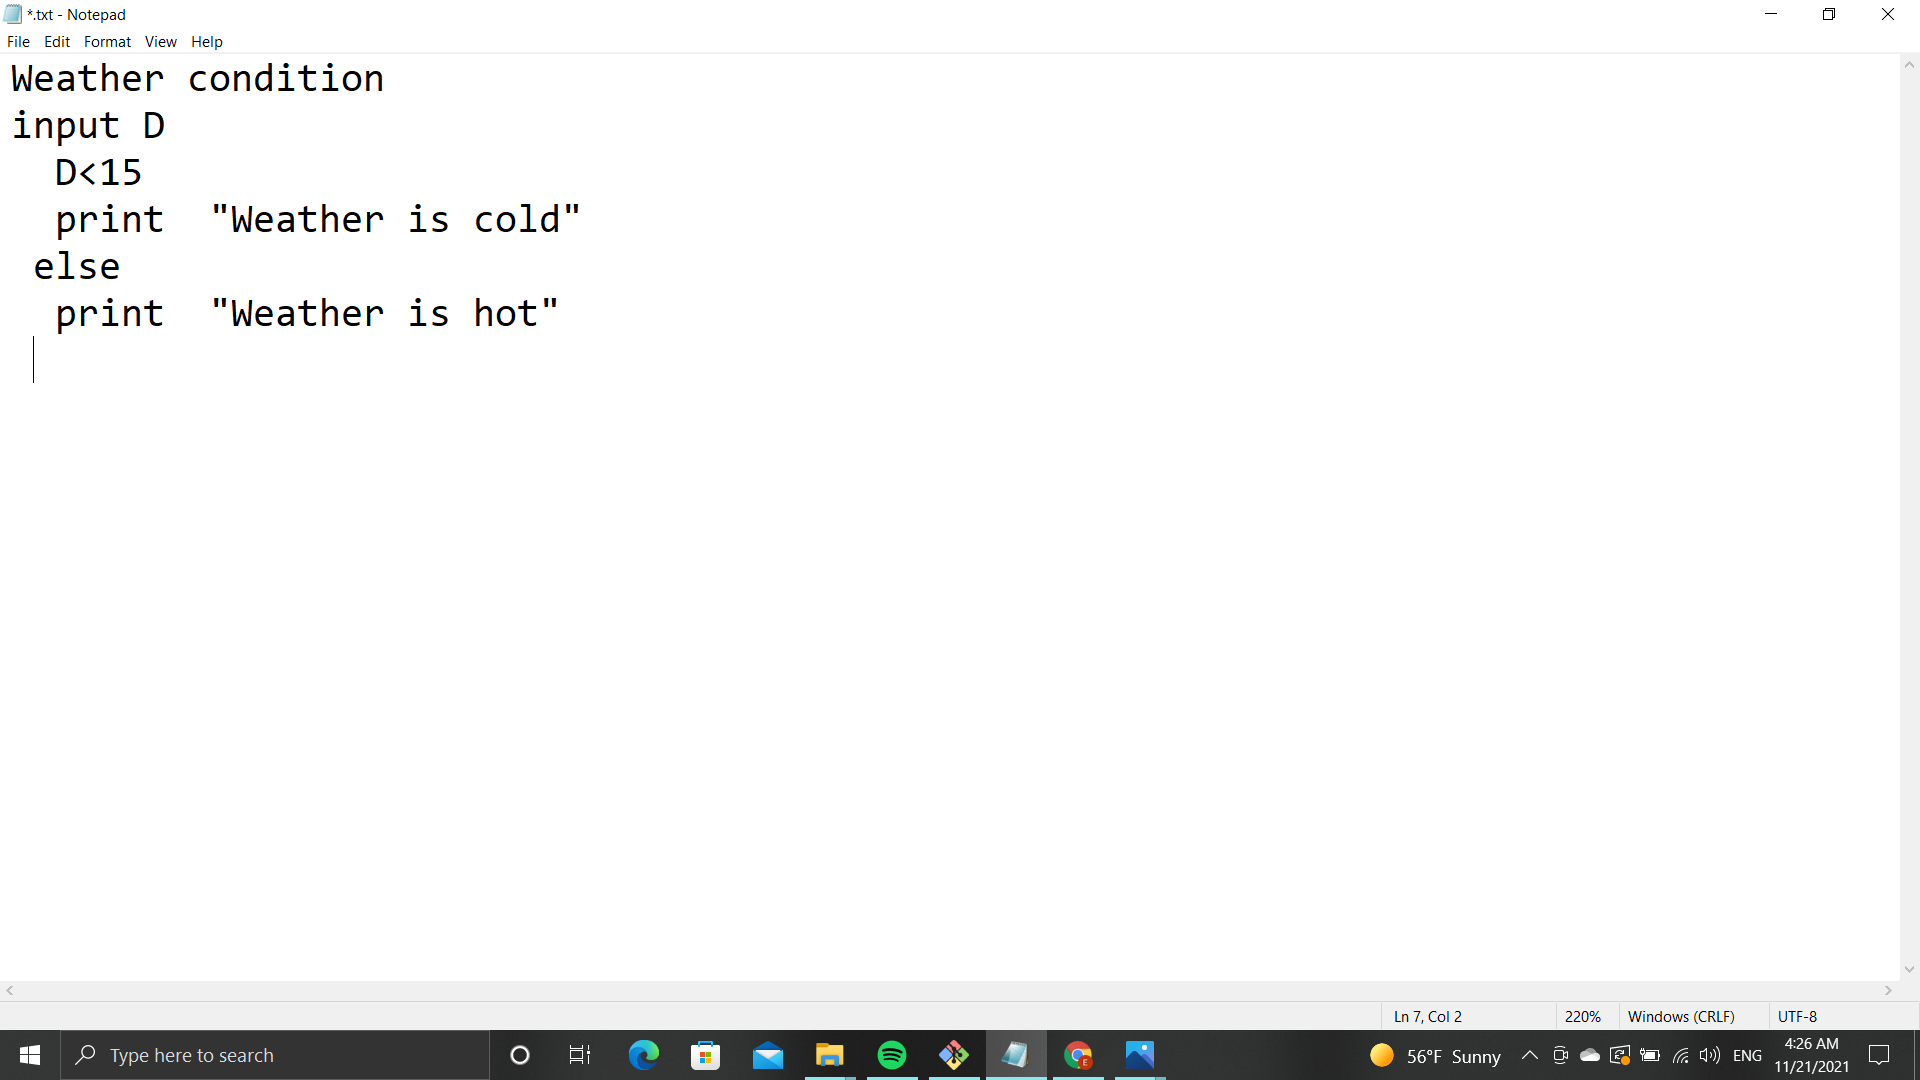 *.txt - Notepad
File Edit Format View Help
Weather condition
input D
  D<15
  print  "Weather is cold"
 else
  print  "Weather is hot"
Ln 7, Col 2 220% Windows (CRLF) UTF-8
Type here to search
56°F Sunny
ENG
4:26 AM
11/21/2021